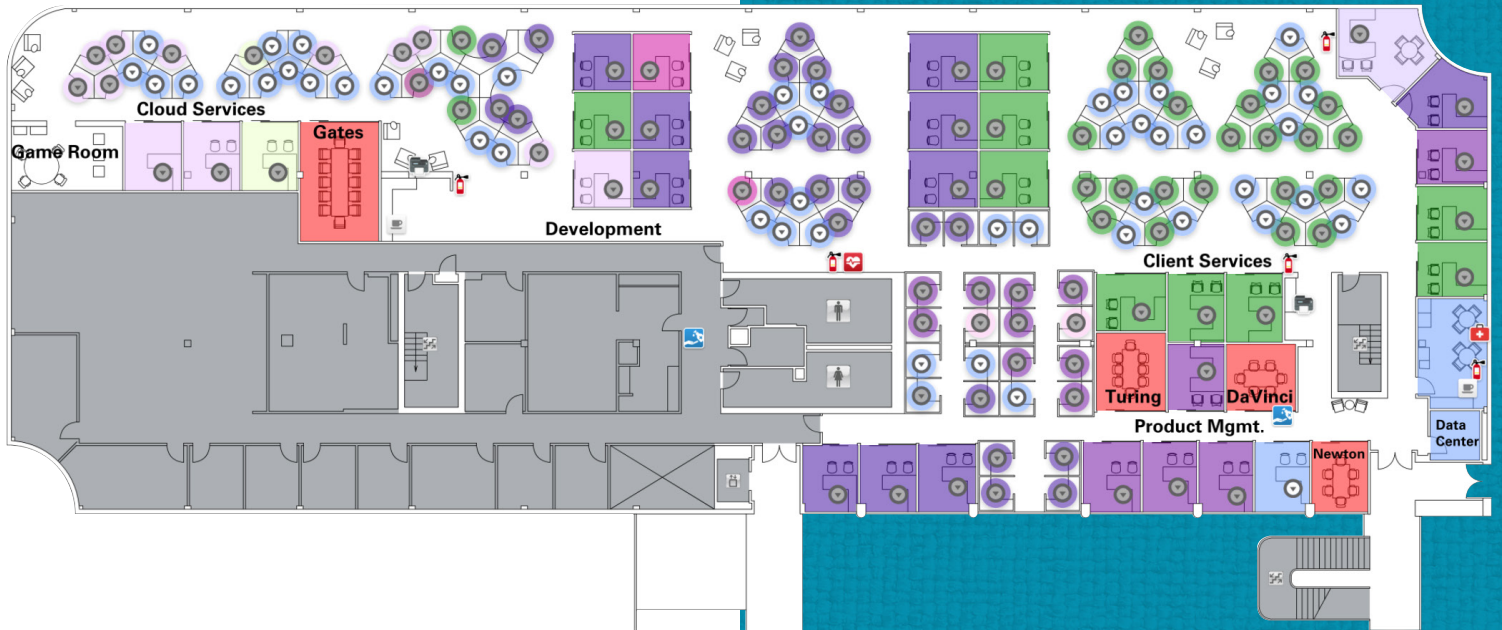 Cloud Services
Gates
Game Room
Development
Client Services
Turing
DaVinci
Product Mgmt.
Data
Center
Newton